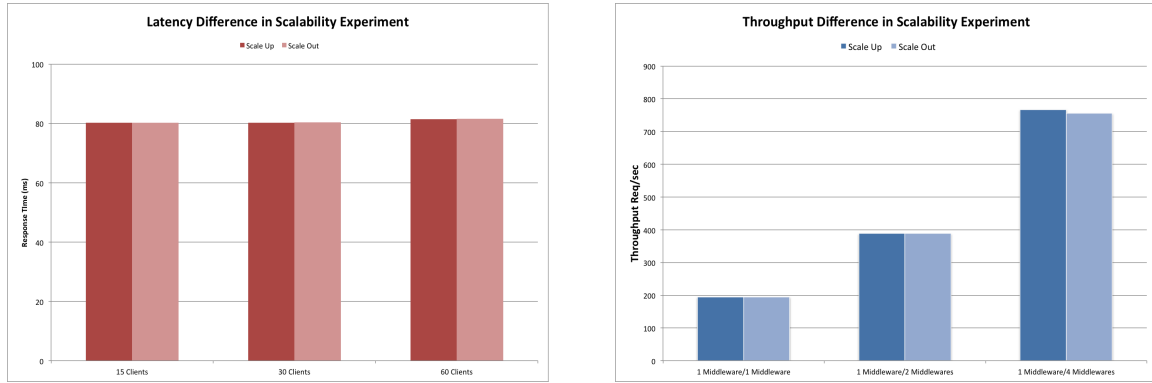 Latency Difference in Scalability Experiment
Scale Up Scale Out
100
80
60
40
20
0
Response Time (ms)
15 Clients 30 Clients 60 Clients
Throughput Difference in Scalability Experiment
Scale Up Scale Out
900
800
700
600
500
400
300
200
100
0
Throughput Req/sec
1 Middleware/1 Middleware 1 Middleware/2 Middlewares 1 Middleware/4 Middlewares